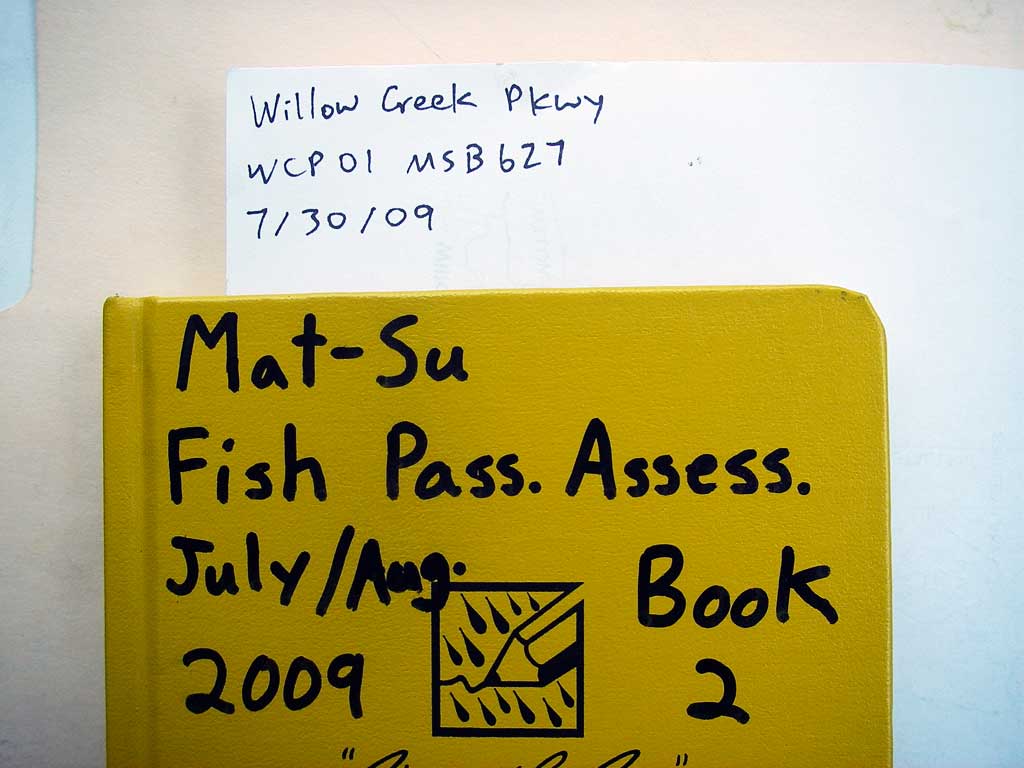 Willow Creek Pkwy
WCP01 MSB627
7/30/09
Mat-Su
Fish Pass. Assess.
July/Aug.
Book
2009
2